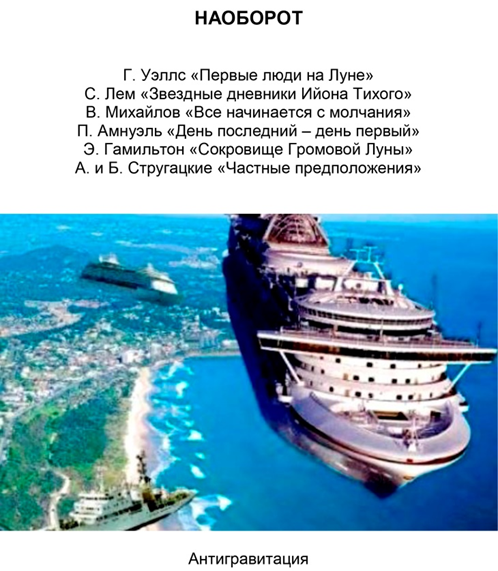 НАОБОРОТ
Г. Уэллс «Первые люди на Луне»
С. Лем «Звездные дневники Ийона Тихого»
В. Михайлов «Все начинается с молчания»
П. Амнуэль «День последний – день первый»
Э. Гамильтон «Сокровище Громовой Луны»
А. и Б. Стругацкие «Частные предположения»
Антигравитация